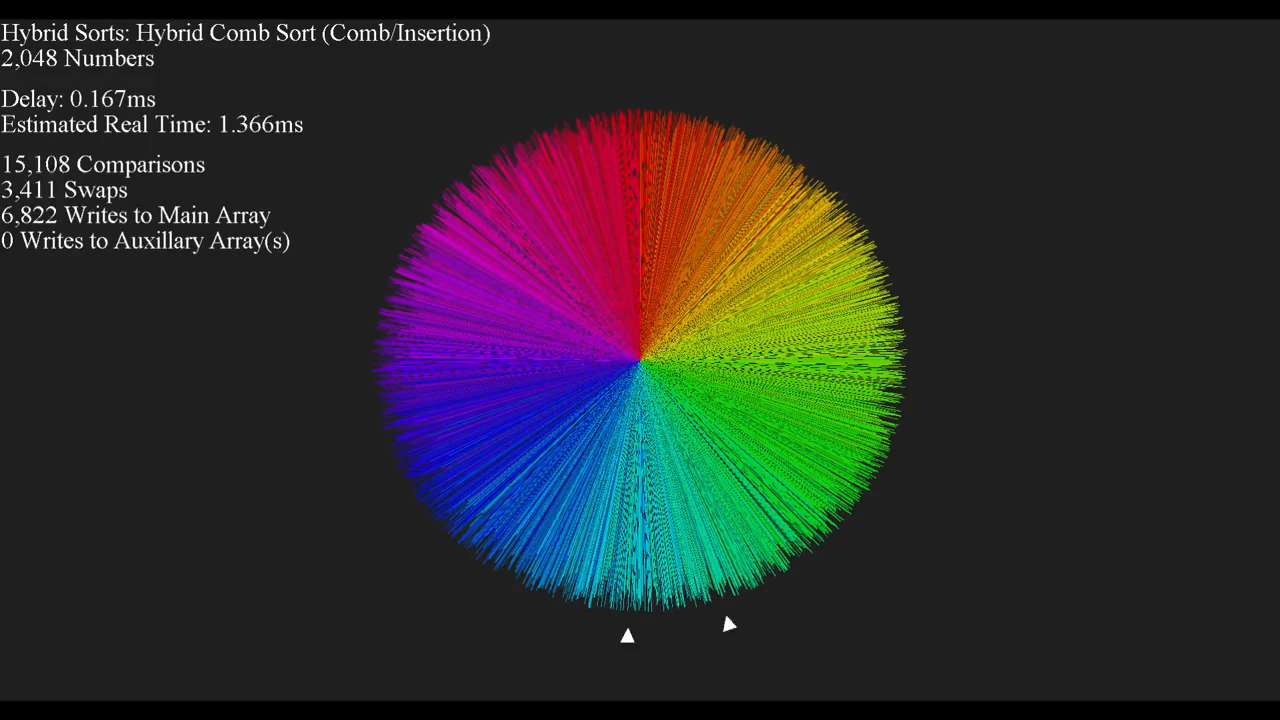 Hybrid Sorts: Hybrid Comb Sort (Comb/Insertion)
2,048 Numbers
Delay: 0.167ms
Estimated Real Time: 1.366ms
15,108 Comparisons
3,411 Swaps
6,822 Writes to Main Array
0 Writes to Auxillary Array(s)